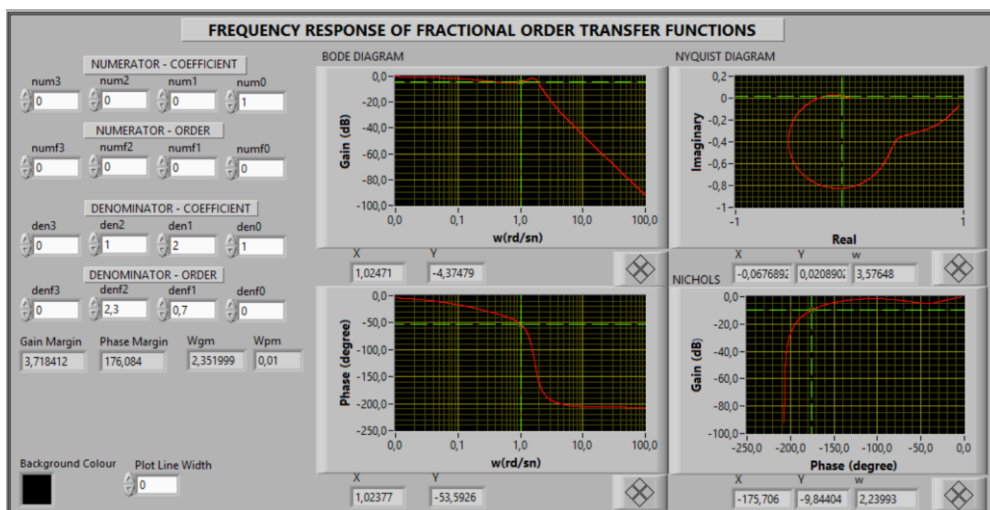 FREQUENCY RESPONSE OF FRACTIONAL ORDER TRANSFER FUNCTIONS
NUMERATOR - COEFFICIENT
num3 num2 num1 num0
0 0 0 1
NUMERATOR - ORDER
numf3 numf2 numf1 numf0
0 0 0 0
DENOMINATOR - COEFFICIENT
den3 den2 den1 den0
0 1 2 1
DENOMINATOR - ORDER
denf3 denf2 denf1 denf0
0 2,3 0,7 0
Gain Margin Phase Margin Wgm Wpm
3,718412 176,084 2,351999 0,01
Background Colour Plot Line Width
0
BODE DIAGRAM
Gain (dB)
0,0
-20,0
-40,0
-60,0
-80,0
-100,0
0,0 0,1 1,0 10,0 100,0
w(rd/sn)
X Y
1,02471 -4,37479
Phase (degree)
0,0
-50,0
-100,0
-150,0
-200,0
-250,0
0,0 0,1 1,0 10,0 100,0
w(rd/sn)
X Y
1,02377 -53,5926
NYQUIST DIAGRAM
Imaginary
0,2
0
-0,2
-0,4
-0,6
-0,8
-1
-1 1
Real
X Y w
-0,067689 0,020890 3,57648
NICHOLS
Gain (dB)
0,0
-20,0
-40,0
-60,0
-80,0
-100,0
-250,0 -200,0 -150,0 -100,0 -50,0 0,0
Phase (degree)
X Y w
-175,706 -9,84404 2,23993